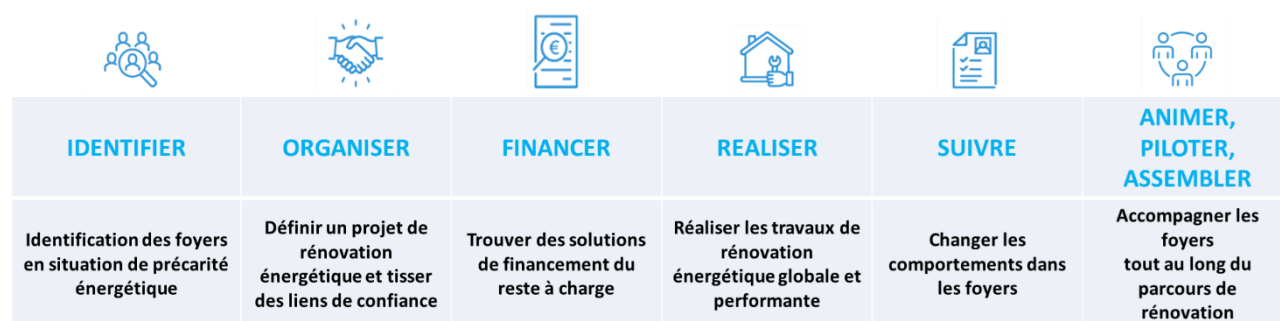 €
IDENTIFIER
ORGANISER
FINANCER
REALISER
SUIVRE
ANIMER,
PILOTER,
ASSEMBLER
Identification des foyers
en situation de précarité
énergétique
Définir un projet de
rénovation
énergétique et tisser
des liens de confiance
Trouver des solutions
de financement du
reste à charge
Réaliser les travaux de
rénovation
énergétique globale et
performante
Changer les
comportements dans
les foyers
Accompagner les
foyers
tout au long du
parcours de
rénovation